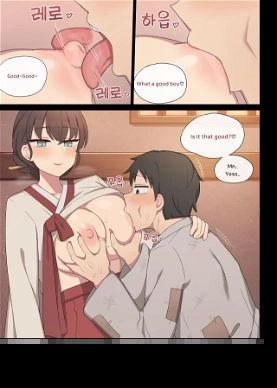 레로♡
Good~Good~
레로♡
하읍♡
What a good boy♡
Is it that good?♡
Mn.
Yess.